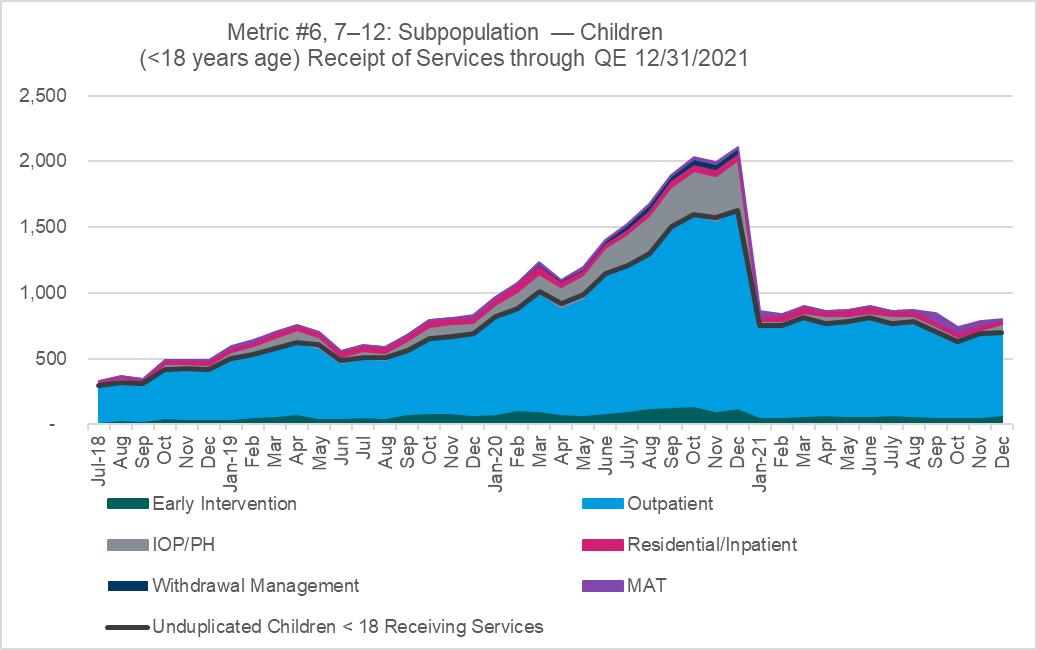 Metric #6, 7–12: Subpopulation — Children
(<18 years age) Receipt of Services through QE 12/31/2021
2,500
2,000
1,500
1,000
500
-
Jul-18 Aug Sep Oct Nov Dec Jan-19 Feb Mar Apr May Jun Jul Aug Sep Oct Nov Dec Jan-20 Feb Mar Apr May June July Aug Sep Oct Nov Dec Jan-21 Feb Mar Apr May June July Aug Sep Oct Nov Dec
Early Intervention
Outpatient
IOP/PH
Residential/Inpatient
Withdrawal Management
MAT
Unduplicated Children < 18 Receiving Services